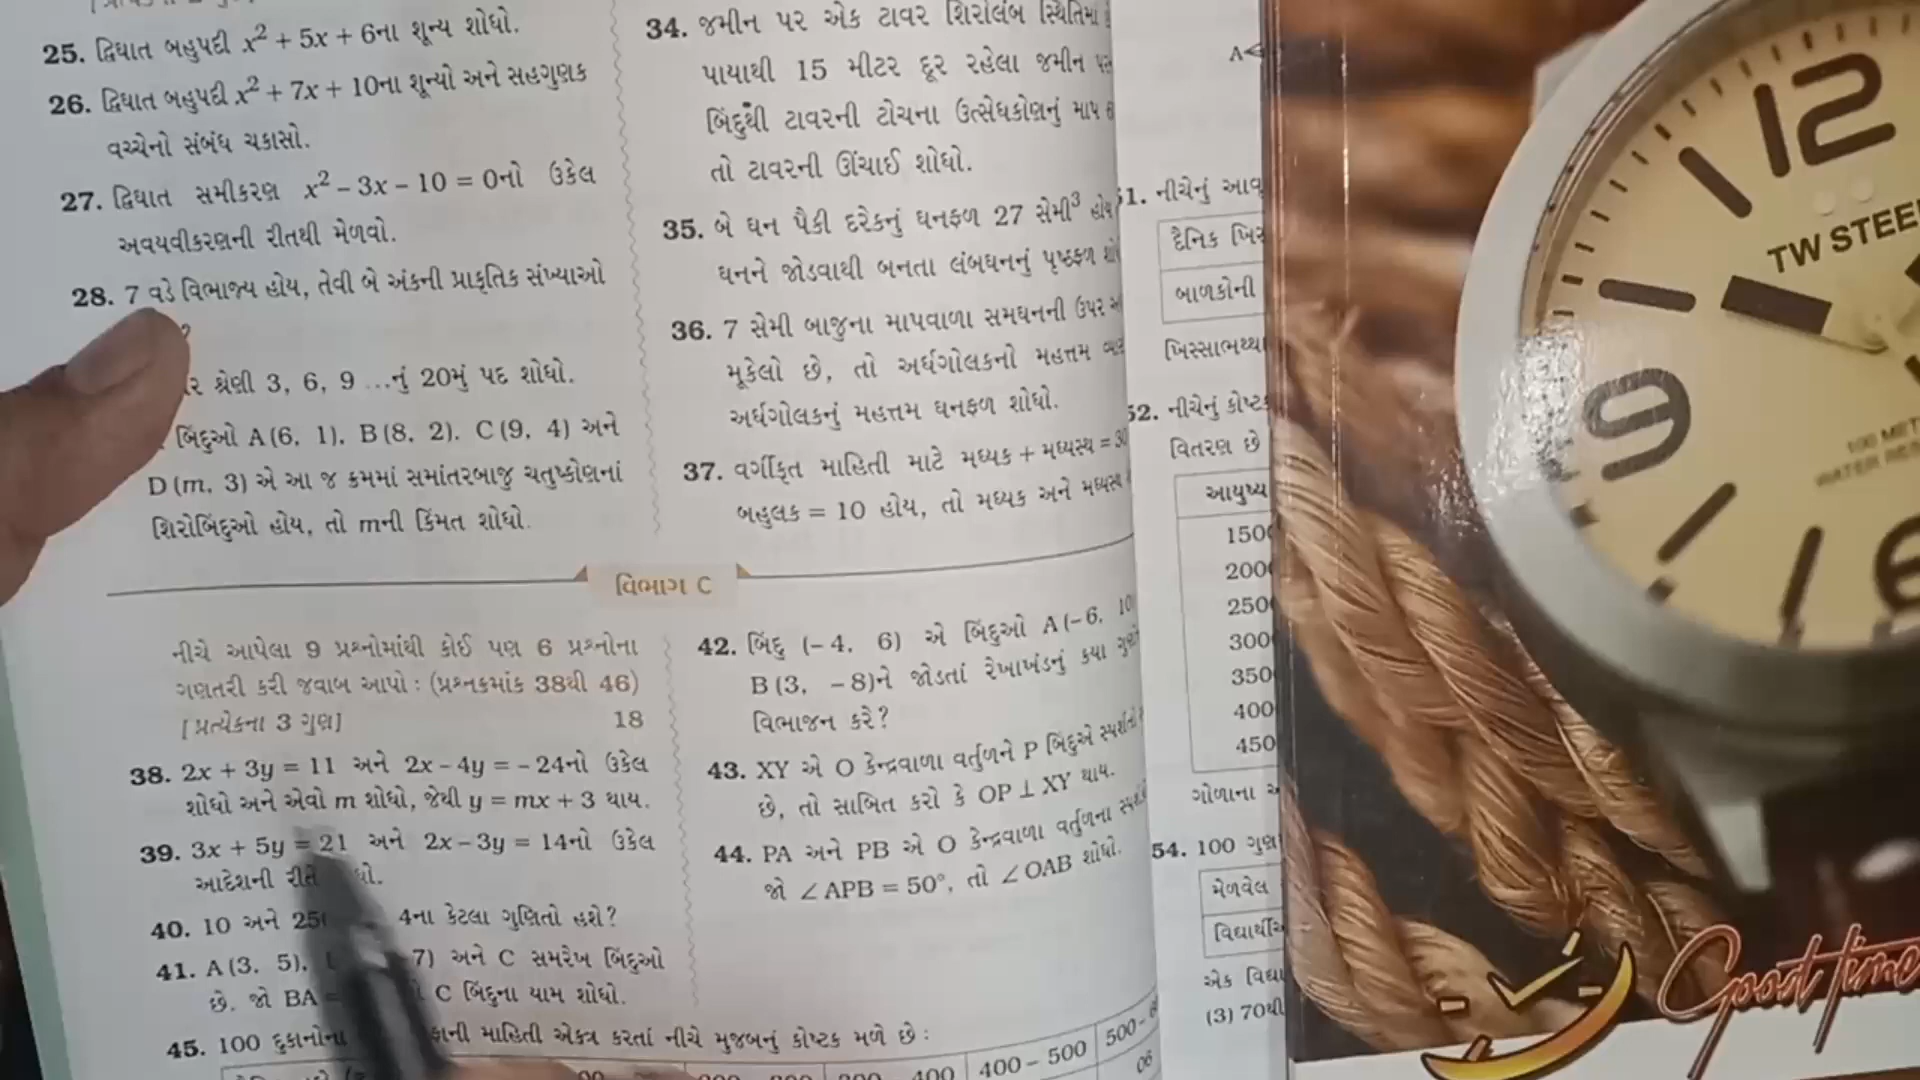 25. દ્વિઘાત બહુપદી x² + 5x + 6ના શૂન્ય શોધો.
26. દ્વિઘાત બહુપદી x² + 7x + 10ના શૂન્યો અને સહગુણક
વચ્ચેનો સંબંધ ચકાસો.
27. દ્વિઘાત સમીકરણ x² – 3x – 10 = 0નો ઉકેલ
અવયવીકરણની રીતથી મેળવો.
28. 7 વડે વિભાજ્ય હોય, તેવી બે અંકની પ્રાકૃતિક સંખ્યાઓ
?
શ્રેણી 3, 6, 9 ...નું 20મું પદ શોધો.
બિંદુઓ A (6, 1), B (8, 2), C (9, 4) અને
D (m, 3) એ આ જ ક્રમમાં સમાંતરબાજુ ચતુષ્કોણનાં
શિરોબિંદુઓ હોય, તો mની કિંમત શોધો.
34. જમીન પર એક ટાવર શિરોલંબ સ્થિતિમાં
પાયાથી 15 મીટર દૂર રહેલા જમીન
બિંદુથી ટાવરની ટોચના ઉત્સેધકોણનું માપ
તો ટાવરની ઊંચાઈ શોધો.
35. બે ઘન પૈકી દરેકનું ઘનફળ 27 સેમી³ હોય
ઘનને જોડવાથી બનતા લંબઘનનું પૃષ્ઠફળ
36. 7 સેમી બાજુના માપવાળા સમઘનની ઉપર
મૂકેલો છે, તો અર્ધગોલકનો મહત્તમ
અર્ધગોલકનું મહત્તમ ઘનફળ શોધો.
37. વર્ગીકૃત માહિતી માટે મધ્યક + મધ્યસ્થ =
બહુલક = 10 હોય, તો મધ્યક અને મધ્યસ્થ
વિભાગ C
નીચે આપેલા 9 પ્રશ્નોમાંથી કોઈ પણ 6 પ્રશ્નોના
ગણતરી કરી જવાબ આપો : (પ્રશ્નક્રમાંક 38થી 46)
[પ્રત્યેકના 3 ગુણ] 18
38. 2x + 3y = 11 અને 2x – 4y = – 24નો ઉકેલ
શોધો અને એવો m શોધો, જેથી y = mx + 3 થાય.
39. 3x + 5y = 21 અને 2x – 3y = 14નો ઉકેલ
આદેશની રીતે
40. 10 અને 4ના કેટલા ગુણિતો હશે?
41. A (3, 5), 7) અને C સમરેખ બિંદુઓ
છે. જો BA C બિંદુના યામ શોધો.
42. બિંદુ (– 4, 6) એ બિંદુઓ A (– 6, 10
B (3, – 8)ને જોડતાં રેખાખંડનું કયા
વિભાજન કરે?
43. XY એ O કેન્દ્રવાળા વર્તુળને P બિંદુએ
છે, તો સાબિત કરો કે OP ⊥ XY થાય.
44. PA અને PB એ O કેન્દ્રવાળા વર્તુળના
જો ∠APB = 50°, તો ∠OAB શોધો.
45. 100 દુકાનોના માહિતી એકત્ર કરતાં નીચે મુજબનું કોષ્ટક મળે છે :
400 – 500
A
51. નીચેનું
દૈનિક
બાળકોની
52. નીચેનું
વિતરણ છે
આયુષ્ય
150
200
250
300
350
400
450
ગોળાના
54. 100 ગુણ
મેળવેલ
એક
(3) 70થી
12
TW STEEL
9
100 METE
WATER RES
Good time